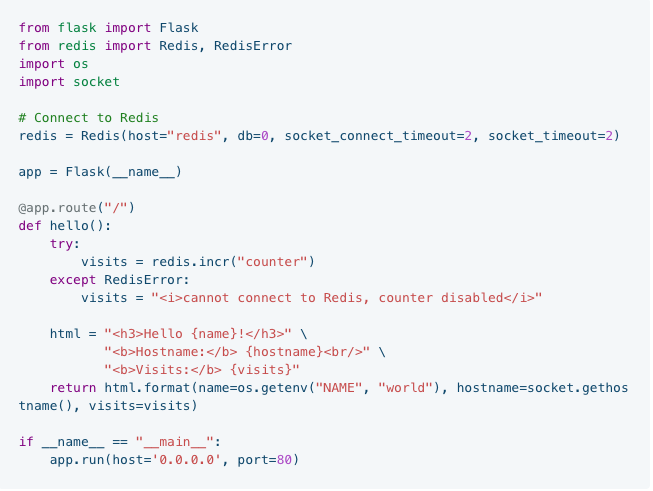 from flask import Flask
from redis import Redis, RedisError
import os
import socket

# Connect to Redis
redis = Redis(host="redis", db=0, socket_connect_timeout=2, socket_timeout=2)

app = Flask(__name__)

@app.route("/")
def hello():
    try:
        visits = redis.incr("counter")
    except RedisError:
        visits = "<i>cannot connect to Redis, counter disabled</i>"

    html = "<h3>Hello {name}!</h3>" \
           "<b>Hostname:</b> {hostname}<br/>" \
           "<b>Visits:</b> {visits}"
    return html.format(name=os.getenv("NAME", "world"), hostname=socket.gethos
tname(), visits=visits)

if __name__ == "__main__":
    app.run(host='0.0.0.0', port=80)